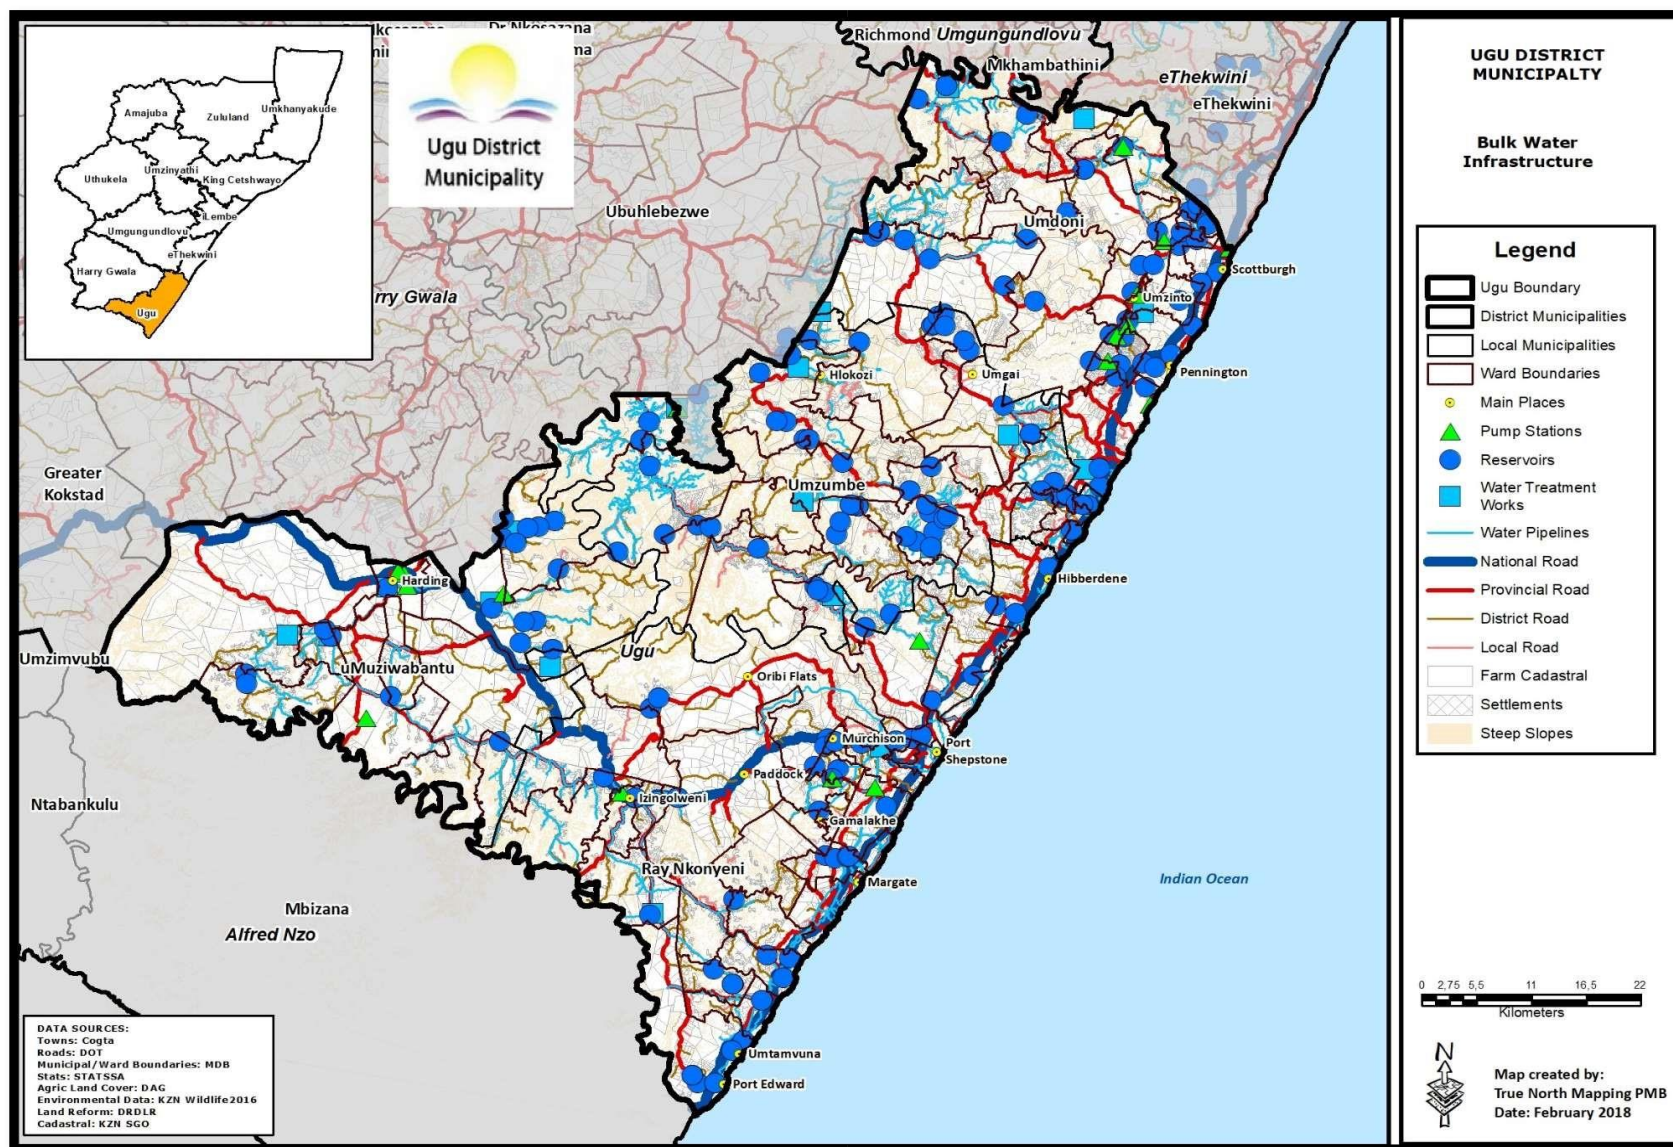 Richmond
Umgungundlovu
Mkhambathini
eThekwini
eThekwini
Amajuba
Zululand
Umkhanyakude
Umzinyathi
Uthukela
King Cetshwayo
iLembe
Umgungundlovu
eThekwini
Harry Gwala
Ugu
Ugu District
Municipality
Dr Nkosazana
Ubuhlebezwe
rry Gwala
Umdoni
Scottburgh
Umzinto
Pennington
Hlokozi
Umgai
Greater
Kokstad
Umzumbe
Harding
Hibberdene
Umzimvubu
uMuziwabantu
Ugu
Oribi Flats
Murchison
Port
Shepstone
Paddock
Izingolweni
Gamalakhe
Ntabankulu
Ray Nkonyeni
Margate
Indian Ocean
Mbizana
Alfred Nzo
Umtamvuna
Port Edward
DATA SOURCES:
Towns: Cogta
Roads: DOT
Municipal/Ward Boundaries: MDB
Stats: STATSSA
Agric Land Cover: DAG
Environmental Data: KZN Wildlife2016
Land Reform: DRDLR
Cadastral: KZN SGO
UGU DISTRICT
MUNICIPALTY
Bulk Water
Infrastructure
Legend
Ugu Boundary
District Municipalities
Local Municipalities
Ward Boundaries
Main Places
Pump Stations
Reservoirs
Water Treatment
Works
Water Pipelines
National Road
Provincial Road
District Road
Local Road
Farm Cadastral
Settlements
Steep Slopes
0 2,75 5,5 11 16,5 22
Kilometers
N
Map created by:
True North Mapping PMB
Date: February 2018